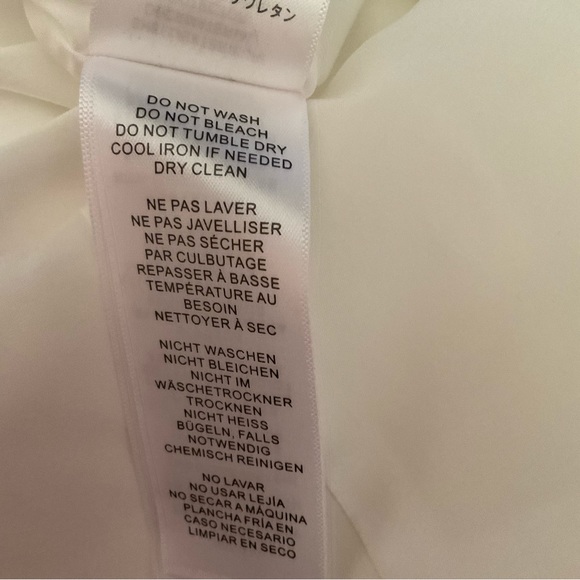 レタン
DO NOT WASH
DO NOT BLEACH
DO NOT TUMBLE DRY
COOL IRON IF NEEDED
DRY CLEAN
NE PAS LAVER
NE PAS JAVELLISER
NE PAS SÉCHER
PAR CULBUTAGE
REPASSER À BASSE
TEMPÉRATURE AU
BESOIN
NETTOYER À SEC
NICHT WASCHEN
NICHT BLEICHEN
NICHT IM
WÄSCHETROCKNER
TROCKNEN
NICHT HEISS
BÜGELN, FALLS
NOTWENDIG
CHEMISCH REINIGEN
NO LAVAR
NO USAR LEJÍA
NO SECAR A MÁQUINA
PLANCHA FRÍA EN
CASO NECESARIO
LIMPIAR EN SECO